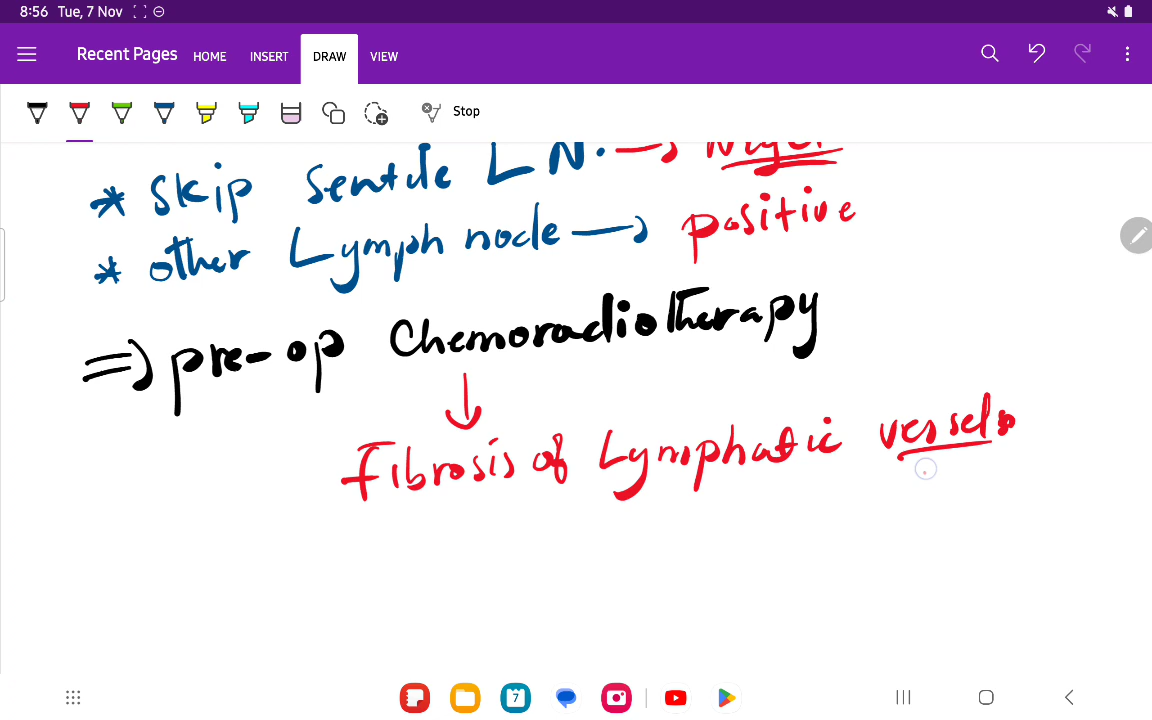 8:56 Tue, 7 Nov
Recent Pages HOME INSERT DRAW VIEW
Stop
* Skip Sentile LN. →
* other Lymph node → positive
⇒ pre-op Chemoradiotherapy
↓
Fibrosis of Lymphatic vessels
7